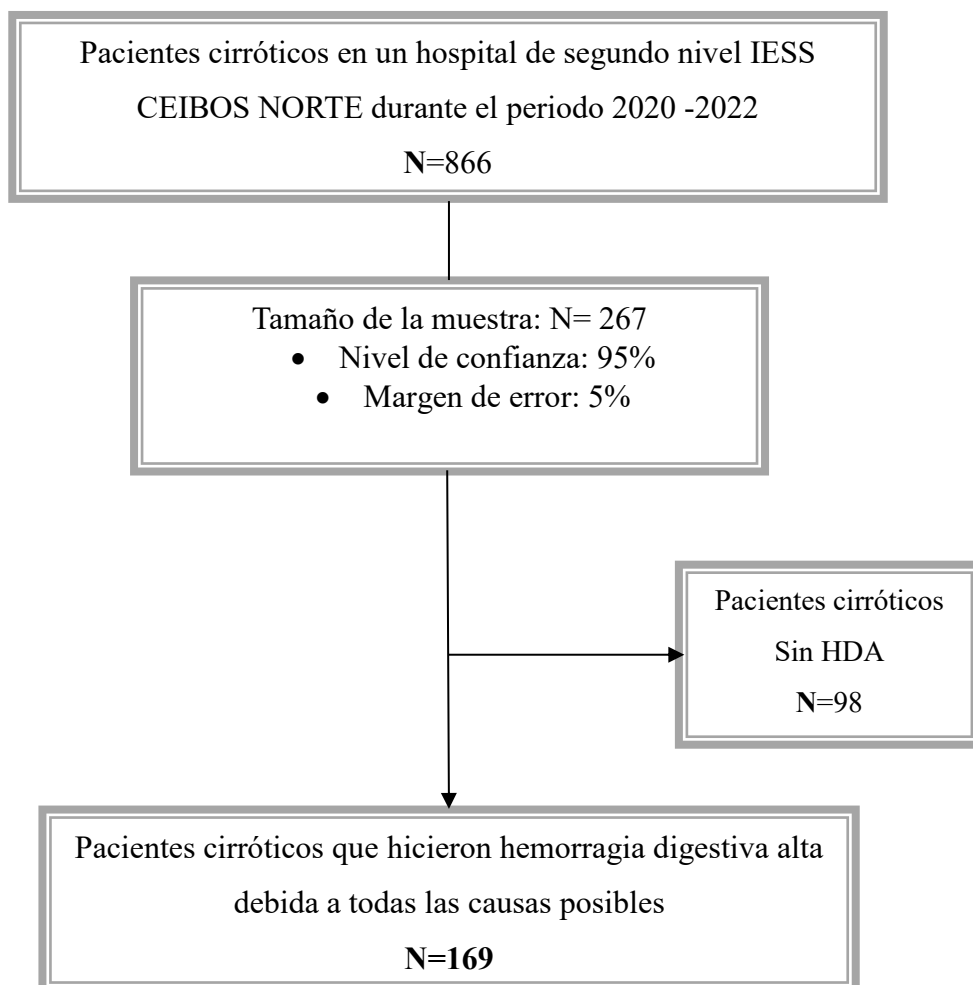 Pacientes cirróticos en un hospital de segundo nivel IESS
CEIBOS NORTE durante el periodo 2020 -2022
N=866
Tamaño de la muestra: N= 267
• Nivel de confianza: 95%
• Margen de error: 5%
Pacientes cirróticos
Sin HDA
N=98
Pacientes cirróticos que hicieron hemorragia digestiva alta
debida a todas las causas posibles
N=169